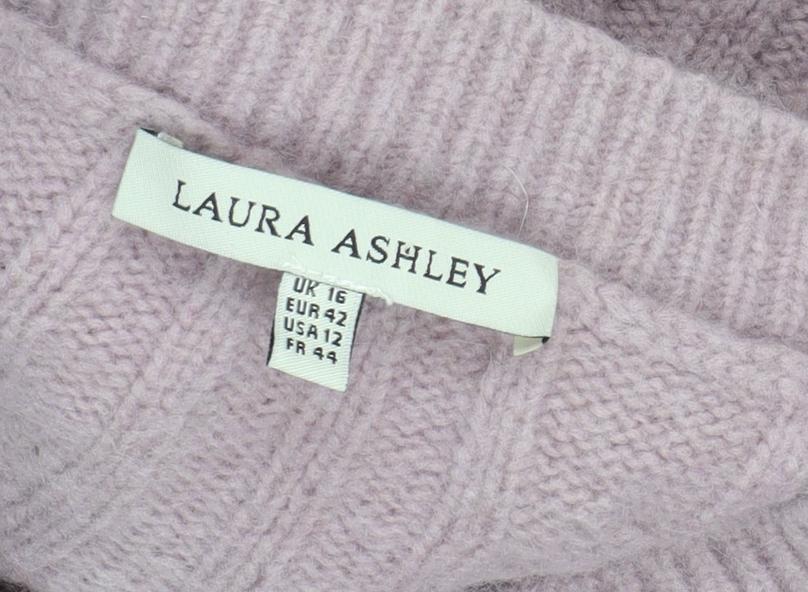 LAURA ASHLEY
UK 16
EUR 42
USA 12
FR 44